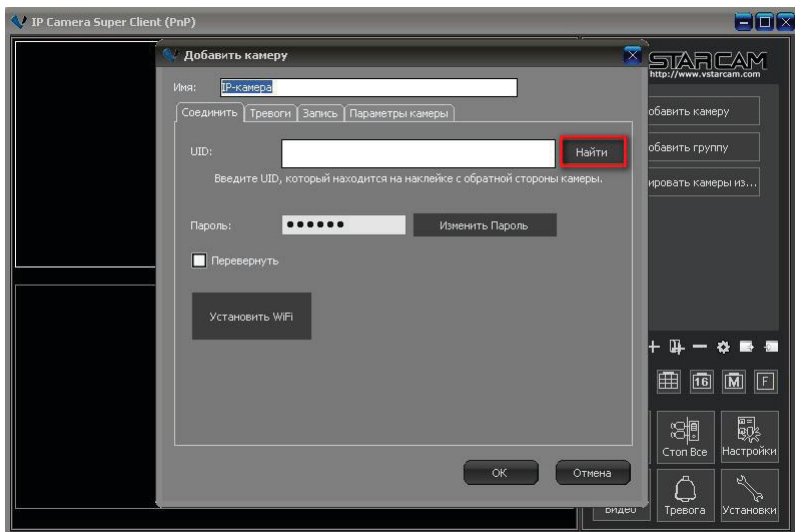 IP Camera Super Client (PnP)
Добавить камеру
STARCAM
http://www.vstarcam.com
Имя: IP-камера
Соединить Тревоги Запись Параметры камеры
обавить камеру
UID: Найти
обавить группу
Введите UID, который находится на наклейке с обратной стороны камеры.
ировать камеры из...
Пароль: ●●●●●● Изменить Пароль
Перевернуть
Установить WiFi
16 M F
Стоп Все Настройки
OK Отмена
Видео Тревога Установки